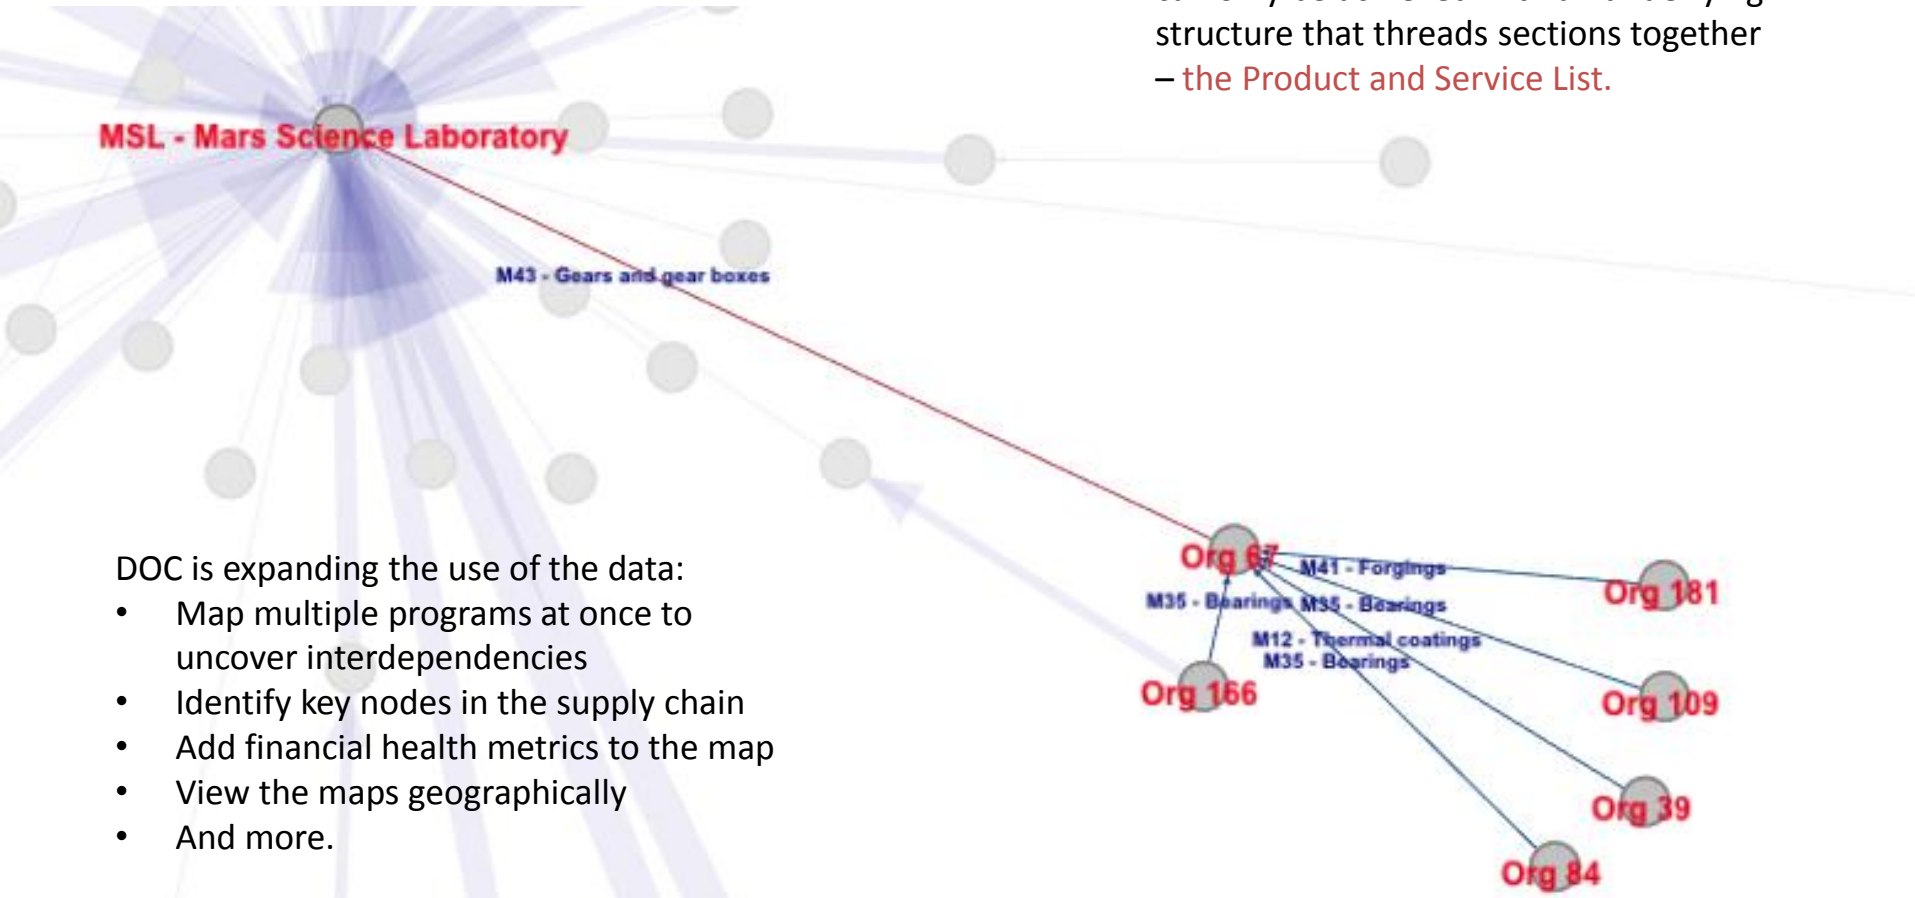 structure that threads sections together
– the Product and Service List.
MSL - Mars Science Laboratory
M43 - Gears and gear boxes
DOC is expanding the use of the data:
• Map multiple programs at once to
uncover interdependencies
• Identify key nodes in the supply chain
• Add financial health metrics to the map
• View the maps geographically
• And more.
Org 67
M41 - Forgings
Org 181
M35 - Bearings
M35 - Bearings
M12 - Thermal coatings
M35 - Bearings
Org 166
Org 109
Org 39
Org 84